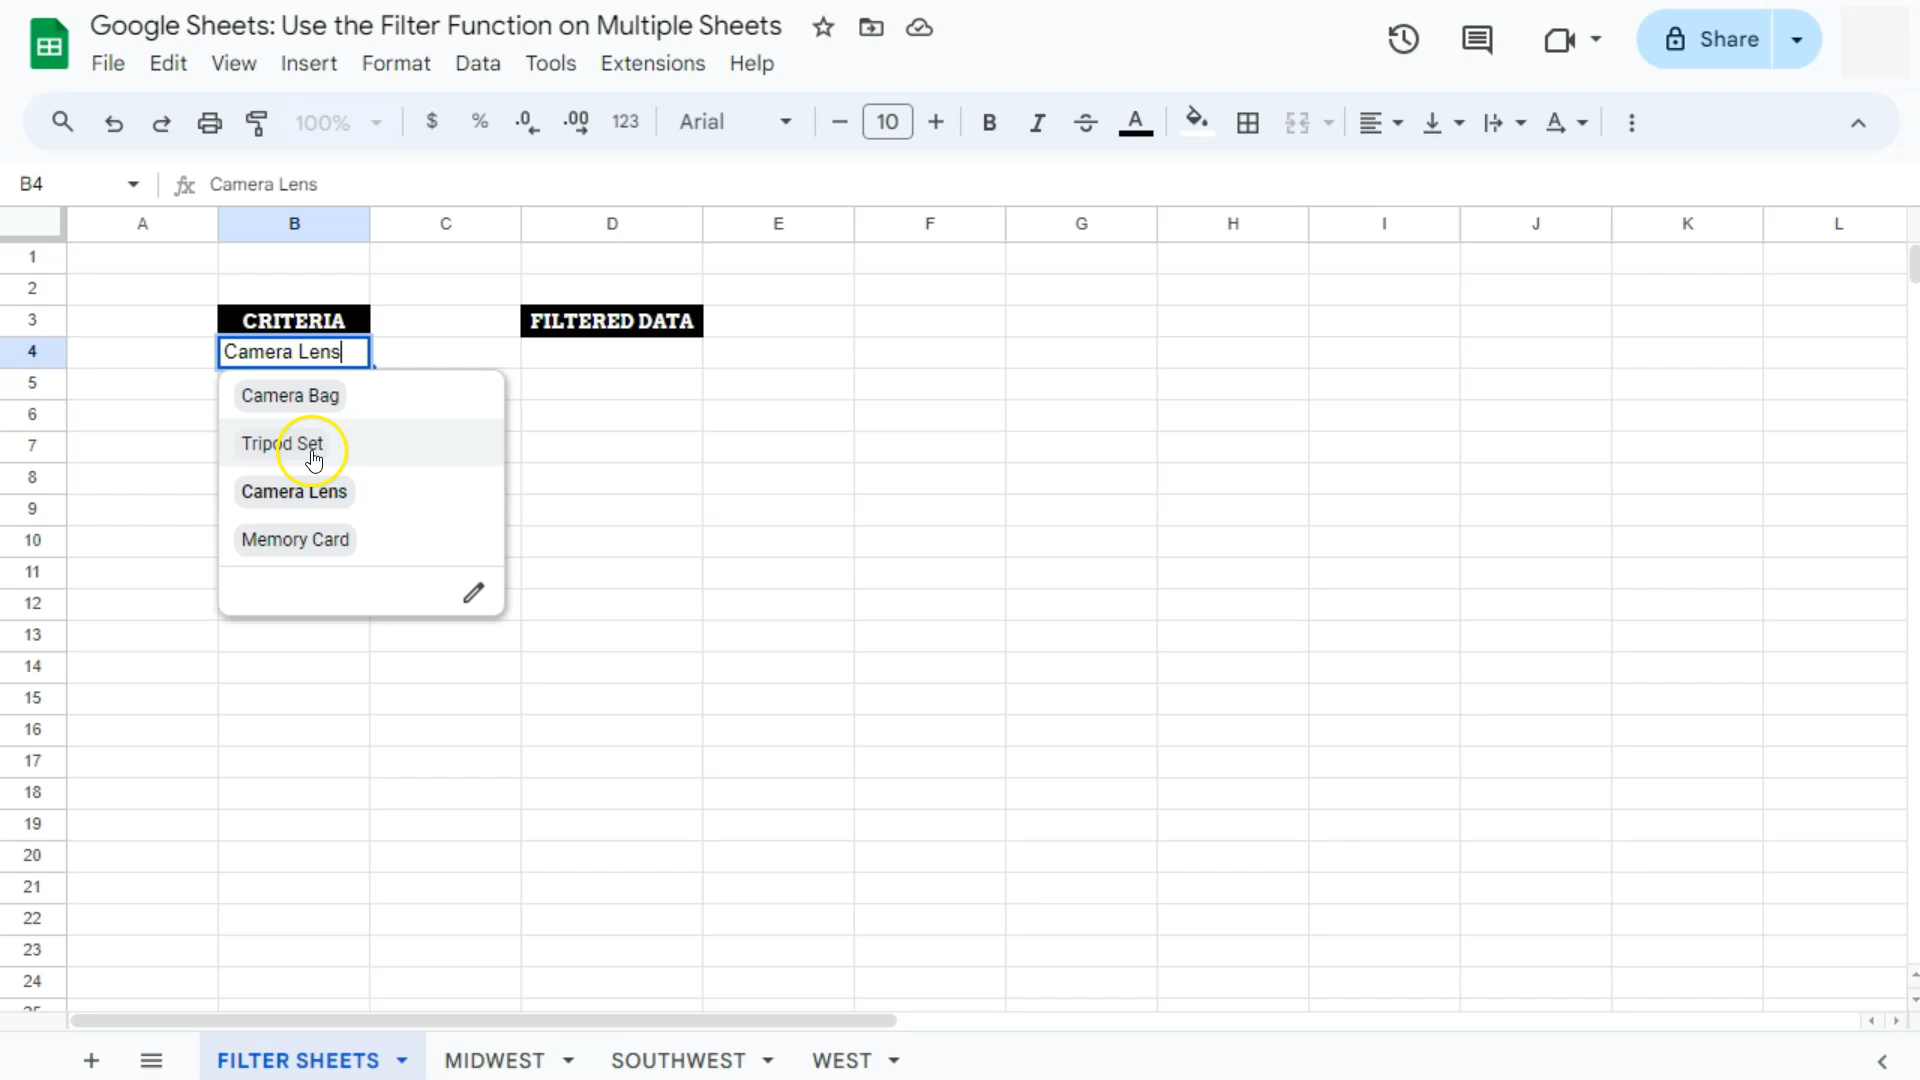 Google Sheets: Use the Filter Function on Multiple Sheets
File Edit View Insert Format Data Tools Extensions Help
Share
100% $ % .0 .00 123 Arial 10 B I A A
B4 fx Camera Lens
A B C D E F G H I J K L
1
2
3 CRITERIA FILTERED DATA
4 Camera Lens
5 Camera Bag
6
7 Tripod Set
8 Camera Lens
9
10 Memory Card
11
12
13
14
15
16
17
18
19
20
21
22
23
24
25
FILTER SHEETS MIDWEST SOUTHWEST WEST